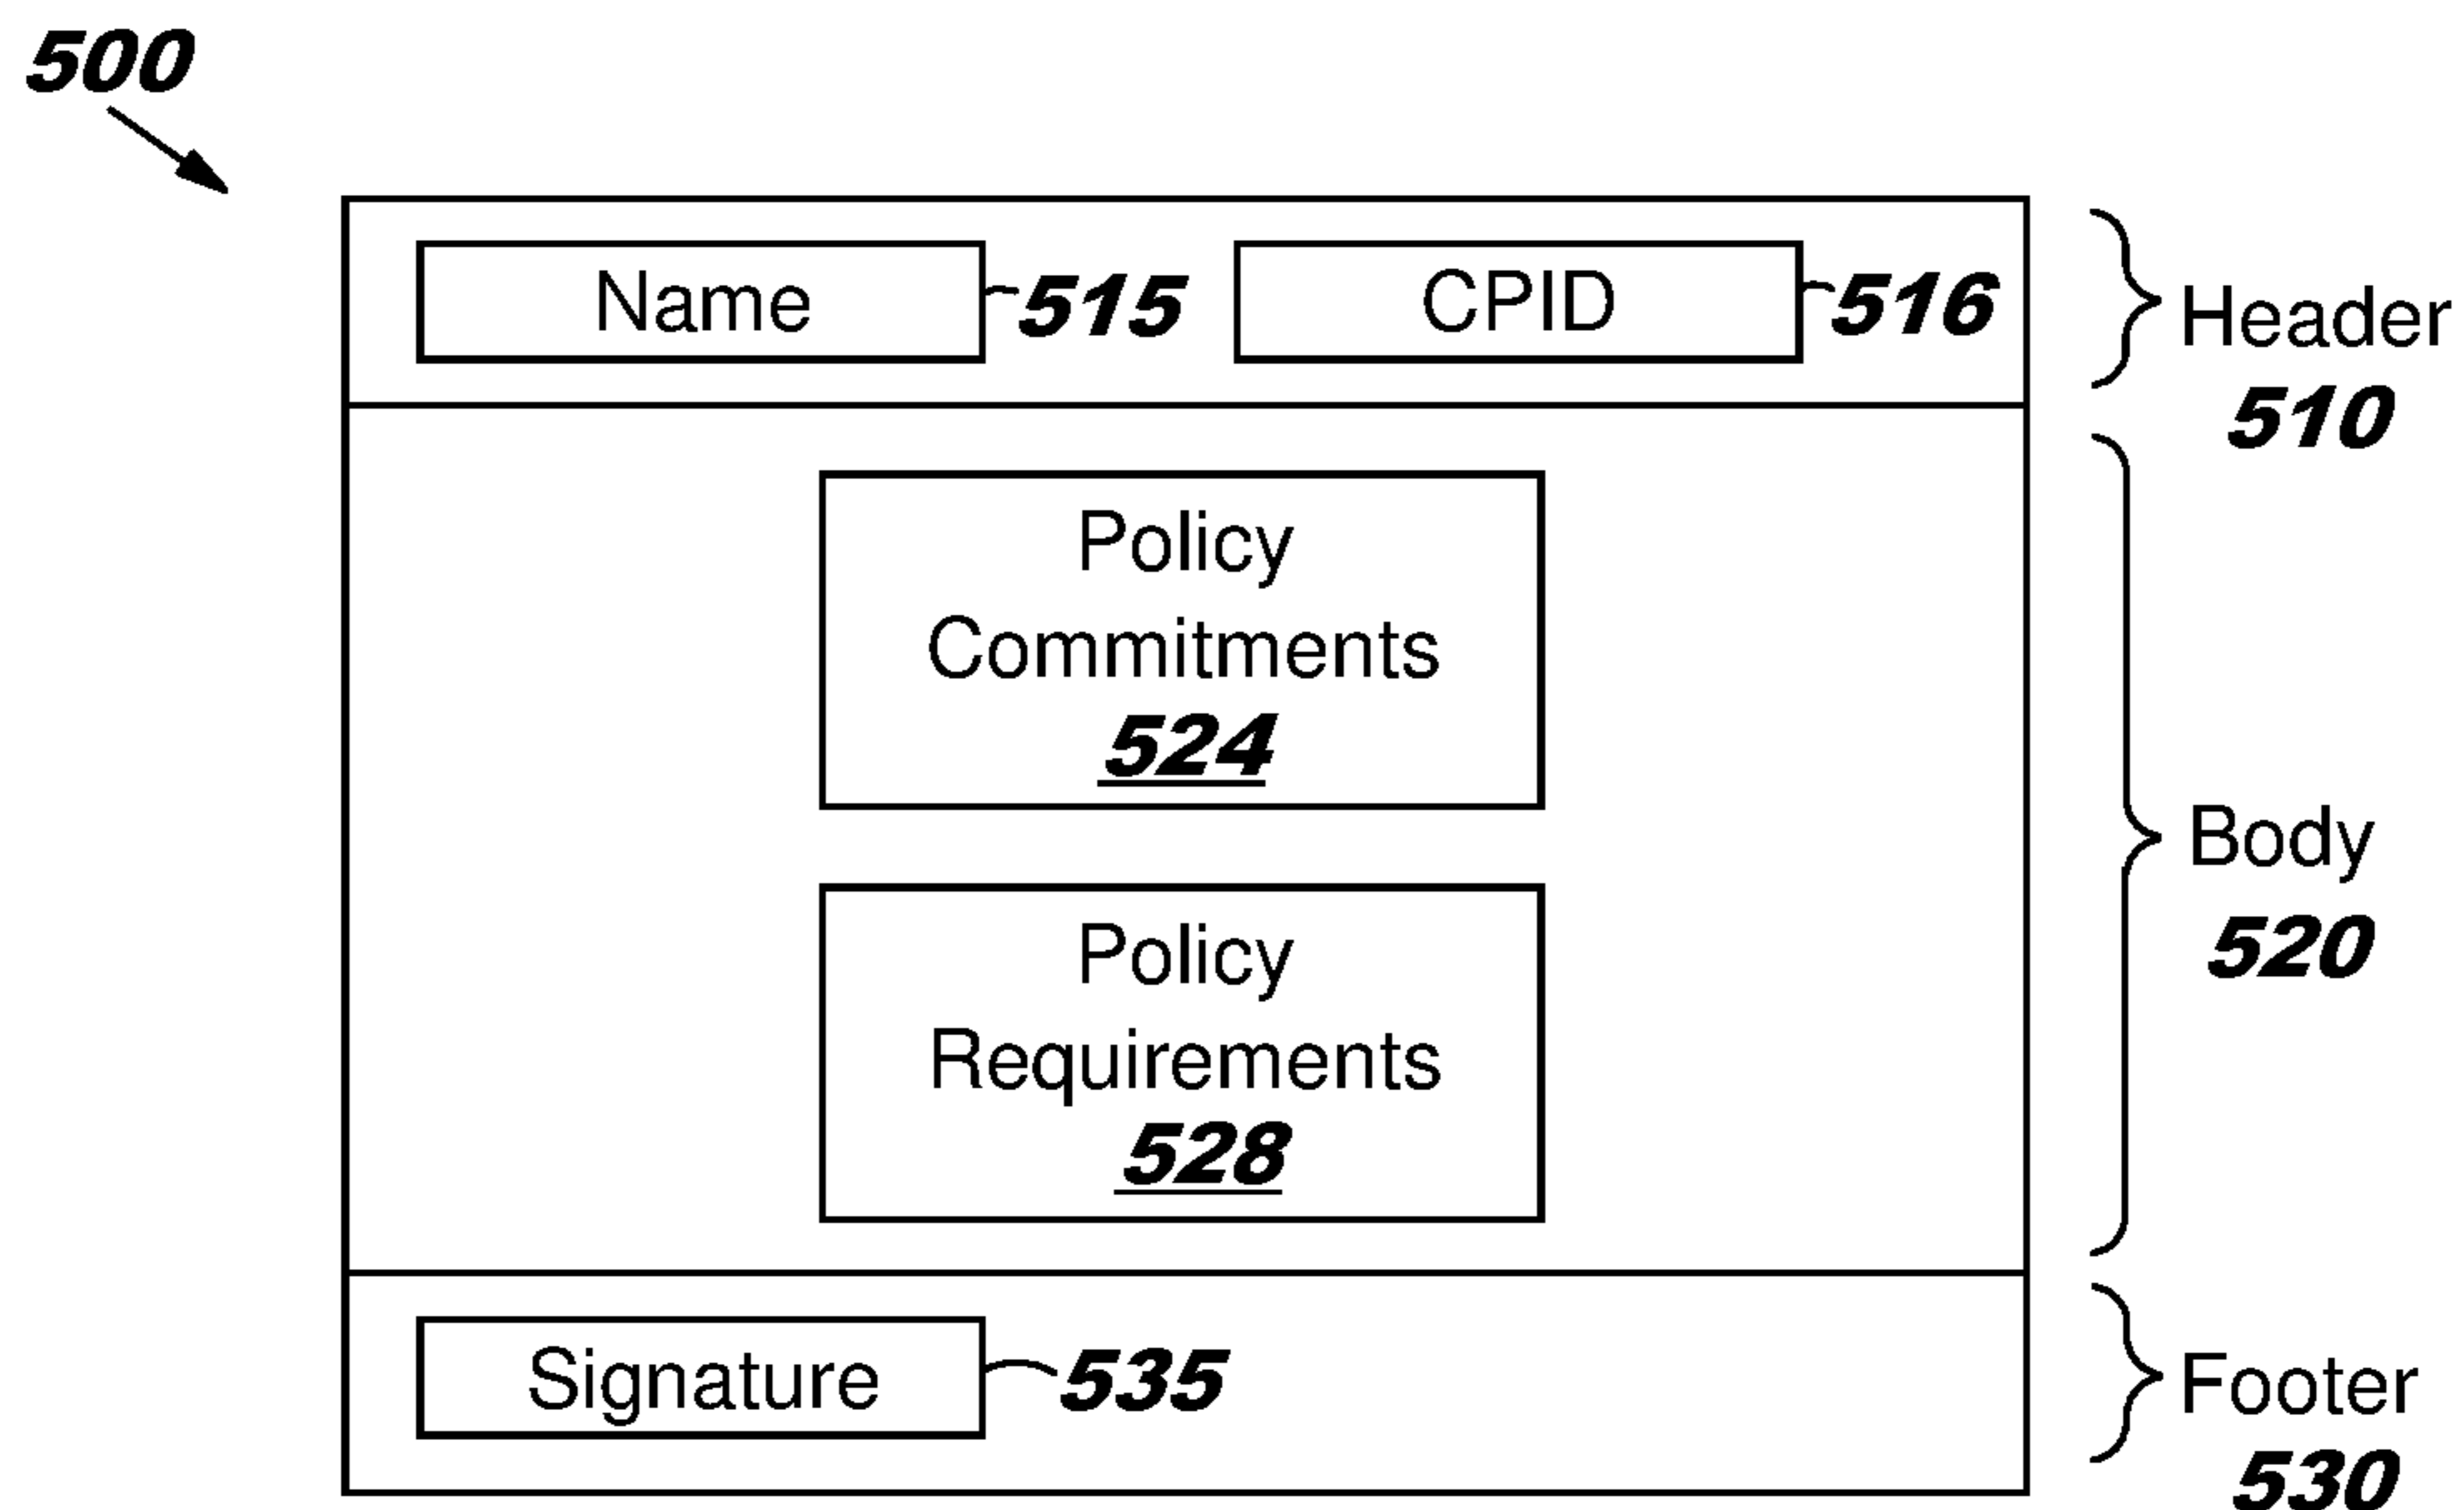 500
Name 515 CPID 516
Header
510
Policy
Commitments
524
Body
520
Policy
Requirements
528
Signature 535
Footer
530